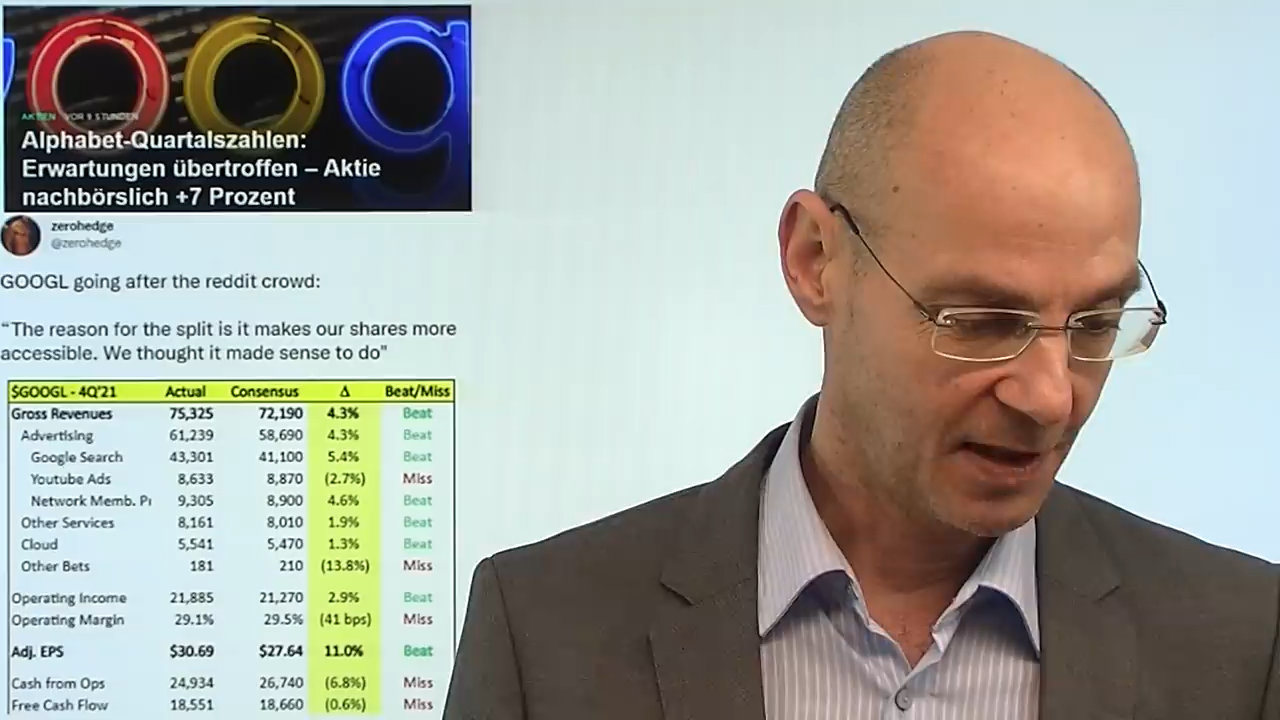 AKTIEN VOR 9 STUNDEN
Alphabet-Quartalszahlen:
Erwartungen übertroffen – Aktie
nachbörslich +7 Prozent
zerohedge
@zerohedge
GOOGL going after the reddit crowd:
“The reason for the split is it makes our shares more
accessible. We thought it made sense to do"
$GOOGL - 4Q'21 Actual Consensus Δ Beat/Miss
Gross Revenues 75,325 72,190 4.3% Beat
Advertising 61,239 58,690 4.3% Beat
Google Search 43,301 41,100 5.4% Beat
Youtube Ads 8,633 8,870 (2.7%) Miss
Network Memb. Pr 9,305 8,900 4.6% Beat
Other Services 8,161 8,010 1.9% Beat
Cloud 5,541 5,470 1.3% Beat
Other Bets 181 210 (13.8%) Miss
Operating Income 21,885 21,270 2.9% Beat
Operating Margin 29.1% 29.5% (41 bps) Miss
Adj. EPS $30.69 $27.64 11.0% Beat
Cash from Ops 24,934 26,740 (6.8%) Miss
Free Cash Flow 18,551 18,660 (0.6%) Miss